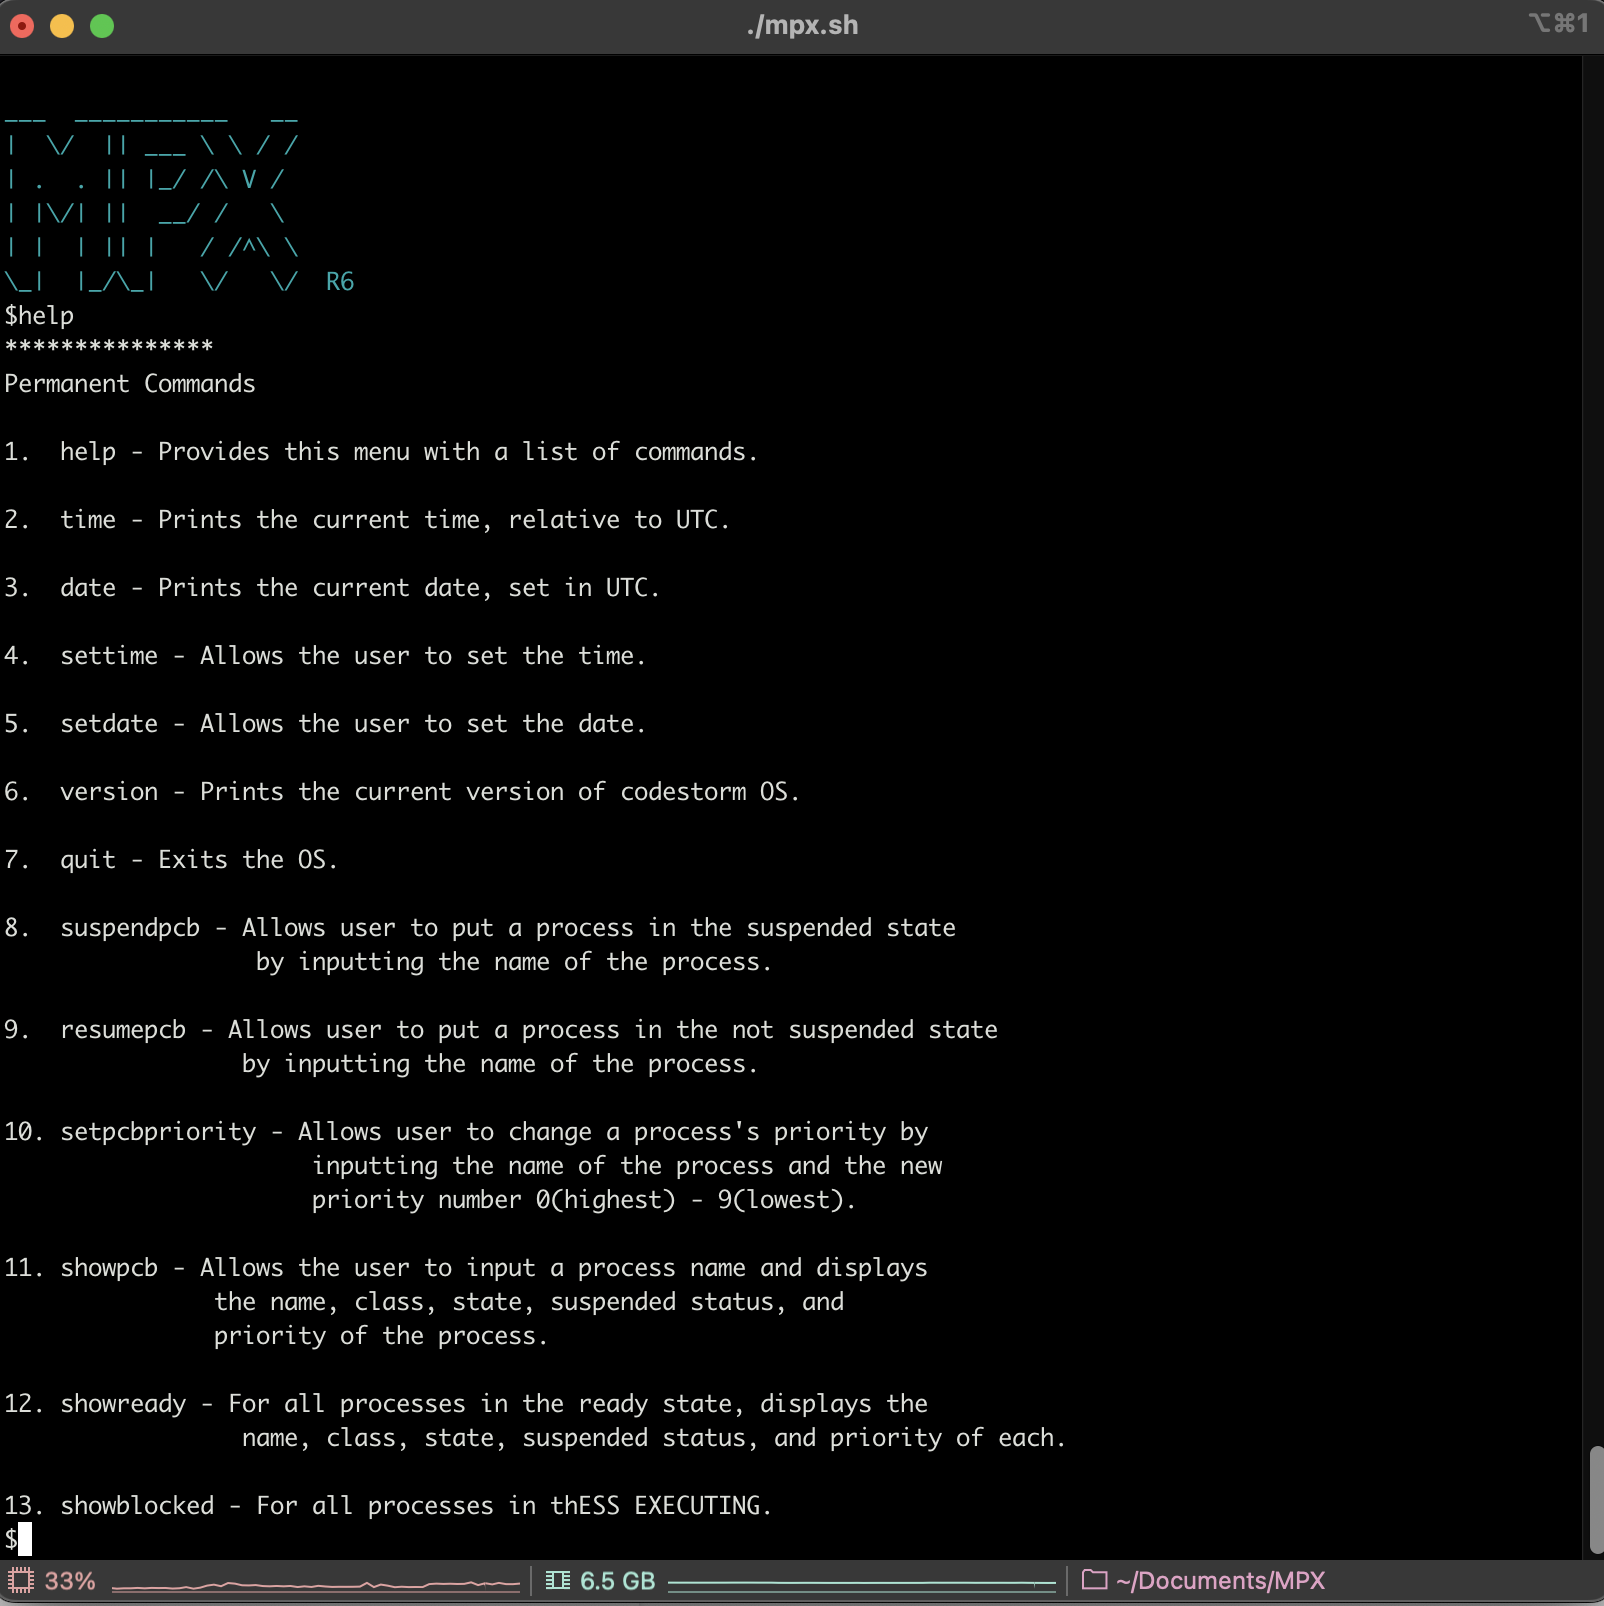 ./mpx.sh
⌥⌘1
___  ___________   __
|  \/  || ___ \ \ / /
| .  . || |_/ /\ V /
| |\/| ||  __/ /   \
| |  | || |   / /^\ \
\_|  |_/\_|   \/   \/  R6
$help
***************
Permanent Commands
1.  help - Provides this menu with a list of commands.
2.  time - Prints the current time, relative to UTC.
3.  date - Prints the current date, set in UTC.
4.  settime - Allows the user to set the time.
5.  setdate - Allows the user to set the date.
6.  version - Prints the current version of codestorm OS.
7.  quit - Exits the OS.
8.  suspendpcb - Allows user to put a process in the suspended state
by inputting the name of the process.
9.  resumepcb - Allows user to put a process in the not suspended state
by inputting the name of the process.
10. setpcbpriority - Allows user to change a process's priority by
inputting the name of the process and the new
priority number 0(highest) - 9(lowest).
11. showpcb - Allows the user to input a process name and displays
the name, class, state, suspended status, and
priority of the process.
12. showready - For all processes in the ready state, displays the
name, class, state, suspended status, and priority of each.
13. showblocked - For all processes in thESS EXECUTING.
$
33%
6.5 GB
~/Documents/MPX